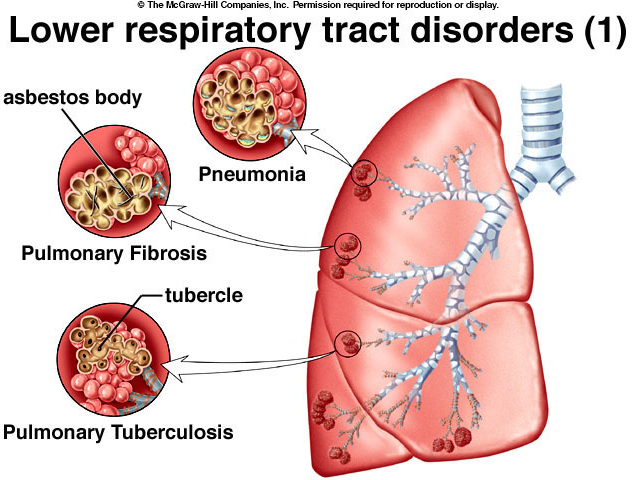 © The McGraw-Hill Companies, Inc. Permission required for reproduction or display.
Lower respiratory tract disorders (1)
asbestos body
Pneumonia
Pulmonary Fibrosis
tubercle
Pulmonary Tuberculosis